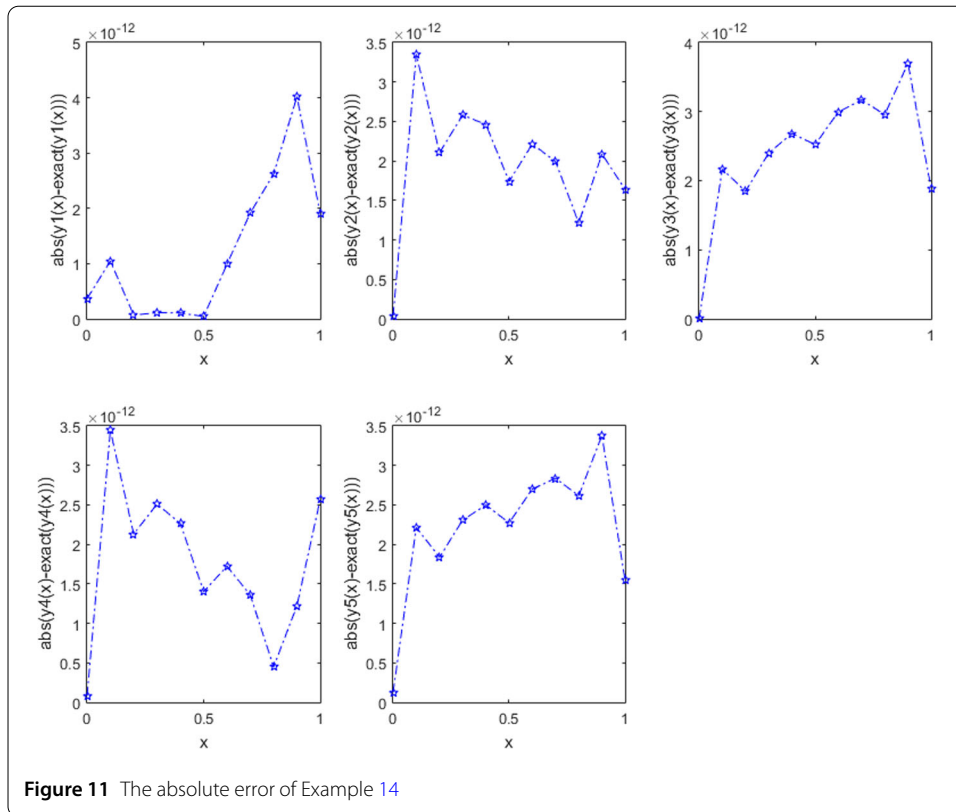 ×10-12
5
4
3
2
1
0
abs(y1(x)-exact(y1(x)))
0 0.5 1
x
×10-12
3.5
3
2.5
2
1.5
1
0.5
0
abs(y2(x)-exact(y2(x)))
0 0.5 1
x
×10-12
4
3
2
1
0
abs(y3(x)-exact(y3(x)))
0 0.5 1
x
×10-12
3.5
3
2.5
2
1.5
1
0.5
0
abs(y4(x)-exact(y4(x)))
0 0.5 1
x
×10-12
3.5
3
2.5
2
1.5
1
0.5
0
abs(y5(x)-exact(y5(x)))
0 0.5 1
x
Figure 11 The absolute error of Example 14